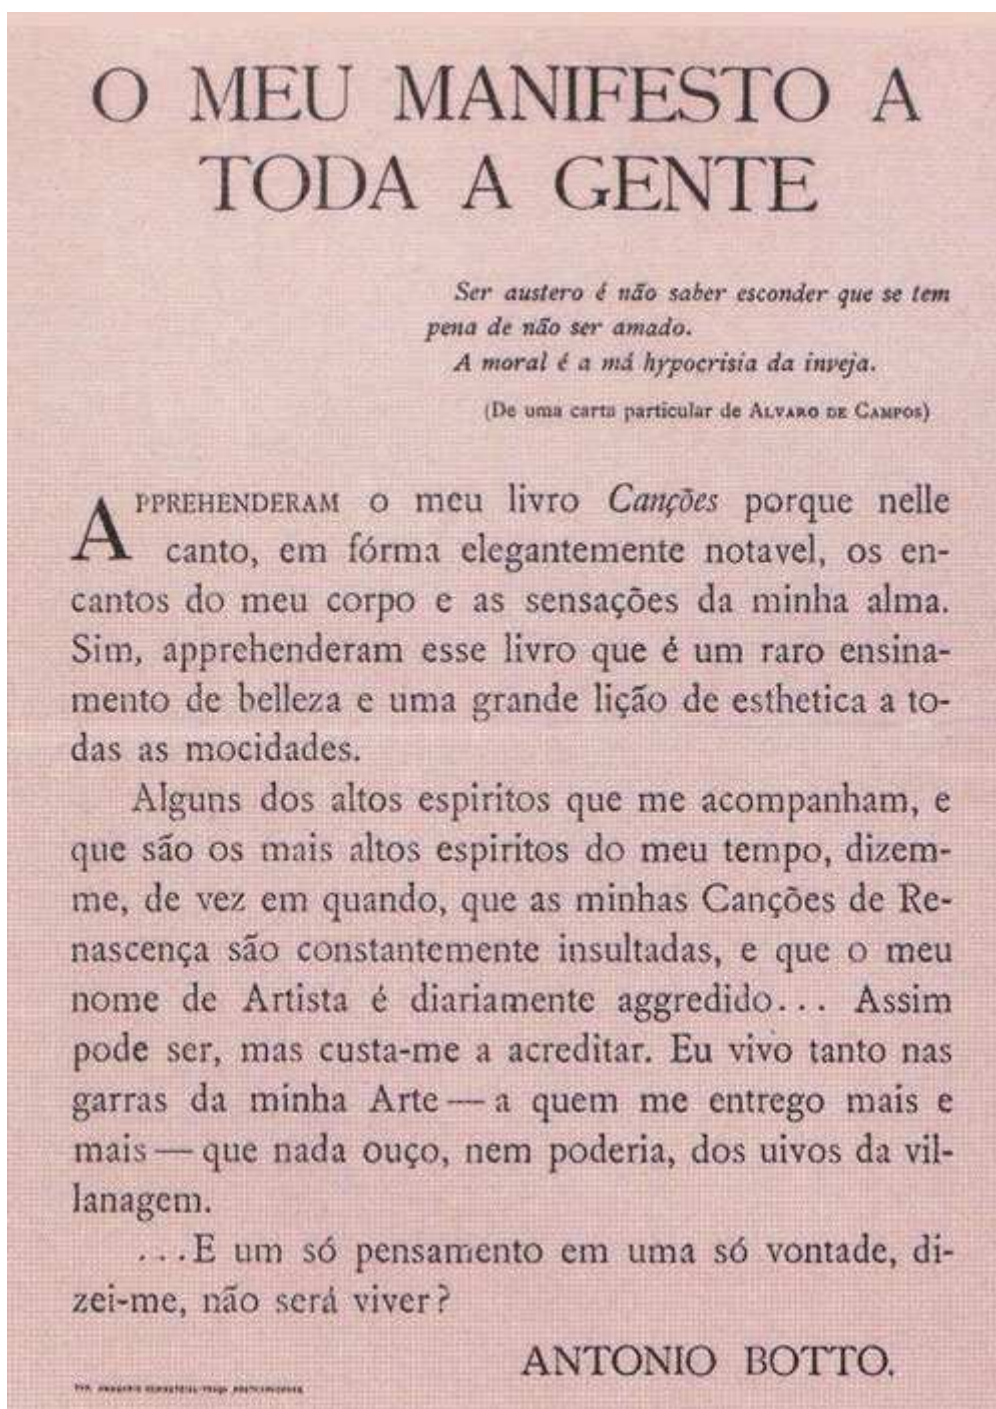 O MEU MANIFESTO A
TODA A GENTE
Ser austero é não saber esconder que se tem
pena de não ser amado.
A moral é a má hypocrisia da inveja.
(De uma carta particular de ALVARO DE CAMPOS)
APPREHENDERAM o meu livro Canções porque nelle
canto, em fórma elegantemente notavel, os en-
cantos do meu corpo e as sensações da minha alma.
Sim, apprehenderam esse livro que é um raro ensina-
mento de belleza e uma grande lição de esthetica a to-
das as mocidades.
Alguns dos altos espiritos que me acompanham, e
que são os mais altos espiritos do meu tempo, dizem-
me, de vez em quando, que as minhas Canções de Re-
nascença são constantemente insultadas, e que o meu
nome de Artista é diariamente aggredido... Assim
pode ser, mas custa-me a acreditar. Eu vivo tanto nas
garras da minha Arte — a quem me entrego mais e
mais — que nada ouço, nem poderia, dos uivos da vil-
lanagem.
...E um só pensamento em uma só vontade, di-
zei-me, não será viver?
ANTONIO BOTTO.